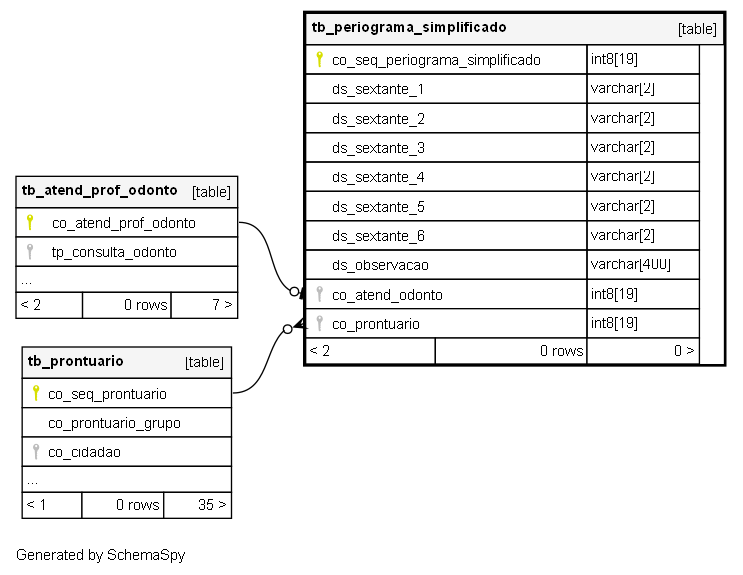 tb_periograma_simplificado [table]
co_seq_periograma_simplificado int8[19]
ds_sextante_1 varchar[2]
ds_sextante_2 varchar[2]
ds_sextante_3 varchar[2]
ds_sextante_4 varchar[2]
ds_sextante_5 varchar[2]
ds_sextante_6 varchar[2]
ds_observacao varchar[400]
co_atend_odonto int8[19]
co_prontuario int8[19]
< 2 0 rows 0 >
tb_atend_prof_odonto [table]
co_atend_prof_odonto
tp_consulta_odonto
...
< 2 0 rows 7 >
tb_prontuario [table]
co_seq_prontuario
co_prontuario_grupo
co_cidadao
...
< 1 0 rows 35 >
Generated by SchemaSpy